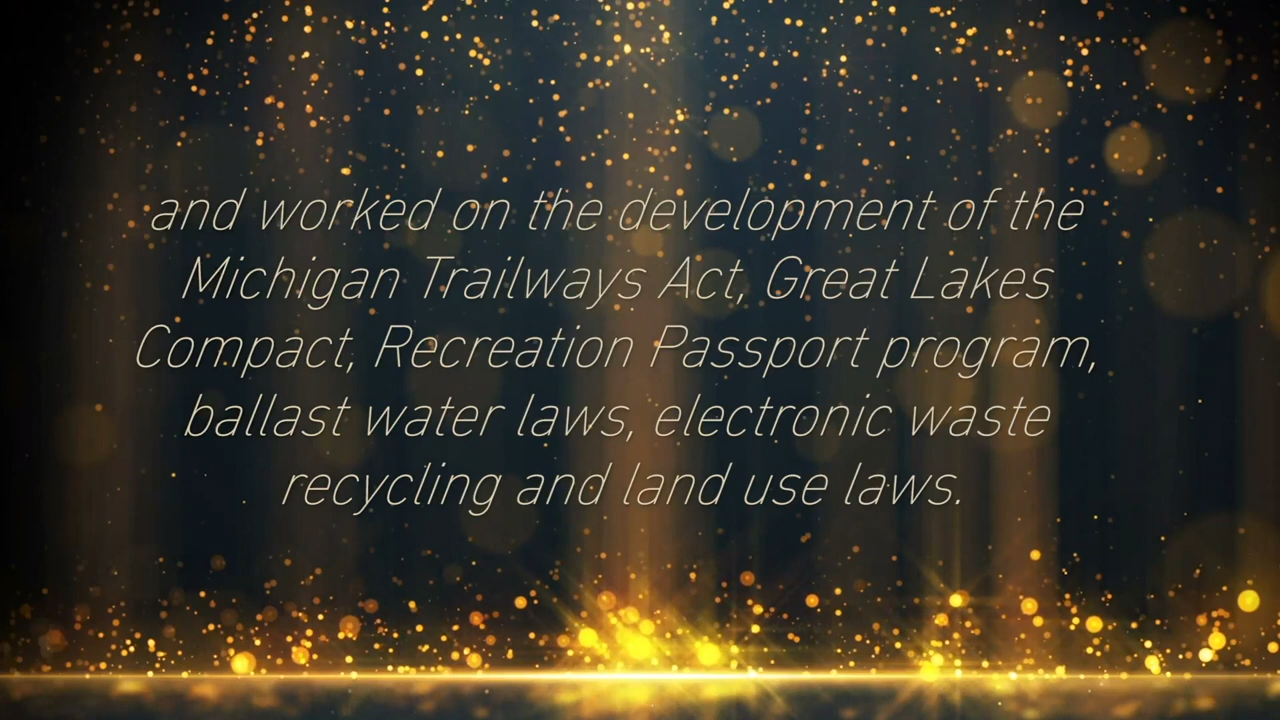 and worked on the development of the
Michigan Trailways Act, Great Lakes
Compact, Recreation Passport program,
ballast water laws, electronic waste
recycling and land use laws.